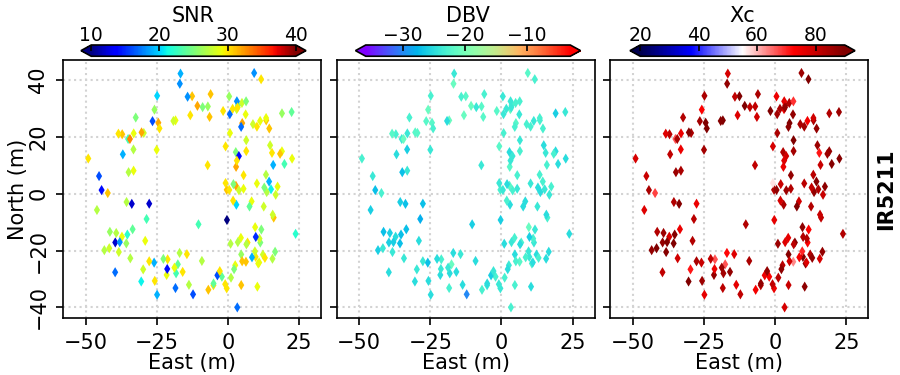 SNR DBV Xc
10 20 30 40 −30 −20 −10 20 40 60 80
40
20
0
−20
−40
North (m)
IR5211
−50 −25 0 25 −50 −25 0 25 −50 −25 0 25
East (m) East (m) East (m)